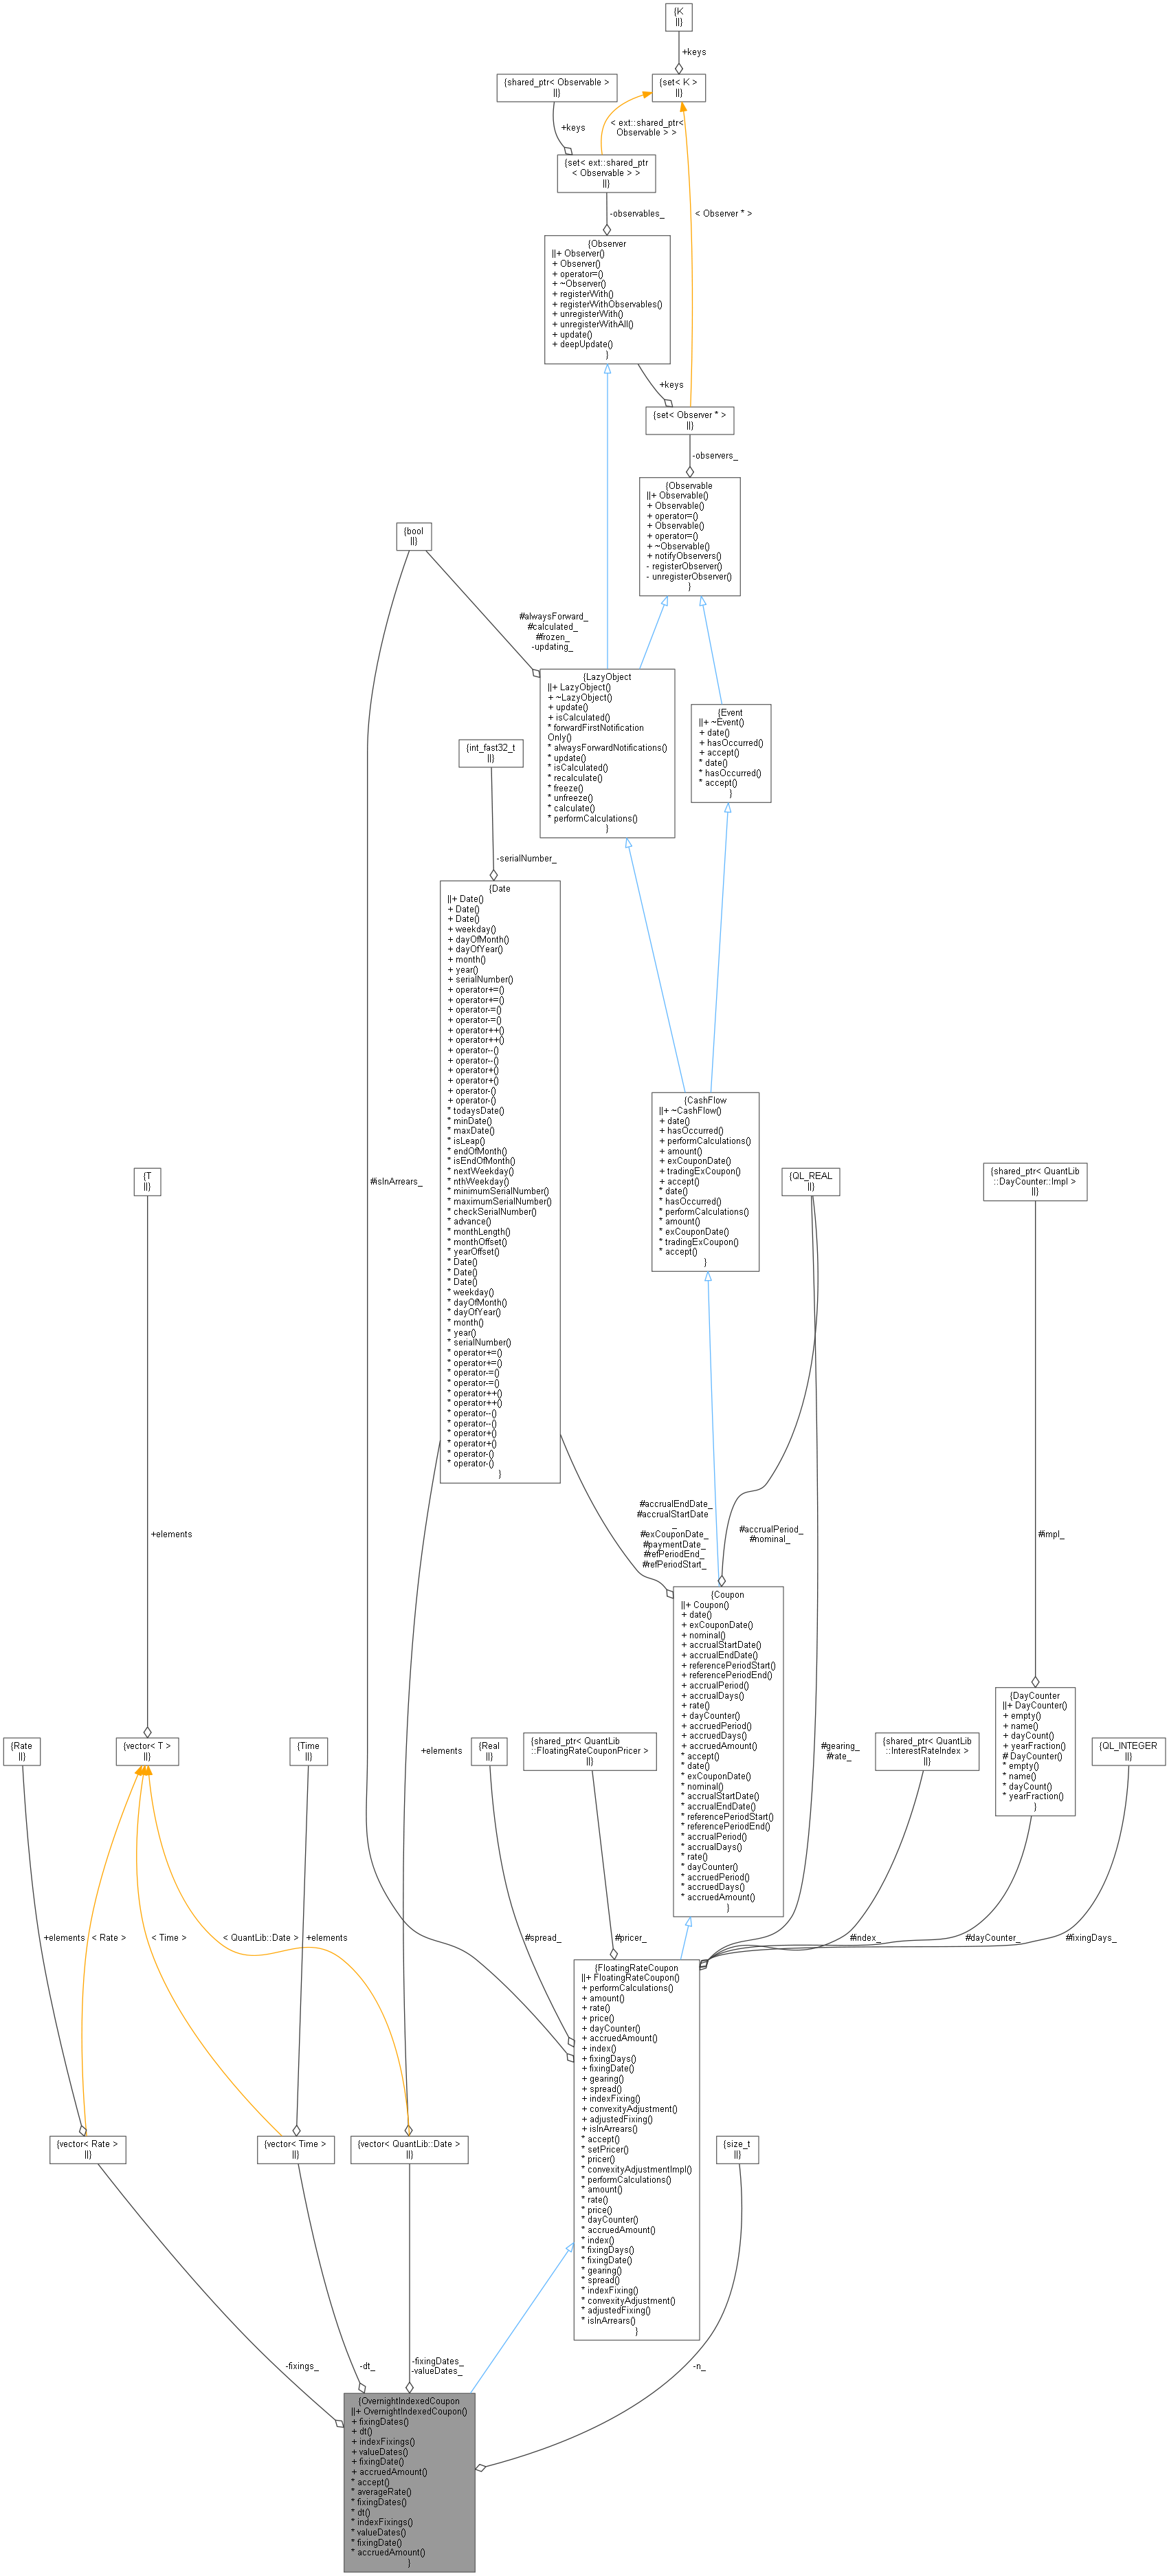 {K
||}
+keys
{shared_ptr< Observable >
||}
{set< K >
||}
+keys
< ext::shared_ptr<
Observable > >
{set< ext::shared_ptr
< Observable > >
||}
-observables_
< Observer * >
{Observer
||+ Observer()
+ Observer()
+ operator=()
+ ~Observer()
+ registerWith()
+ registerWithObservables()
+ unregisterWith()
+ unregisterWithAll()
+ update()
+ deepUpdate()
}
+keys
{set< Observer * >
||}
-observers_
{Observable
||+ Observable()
+ Observable()
+ operator=()
+ Observable()
+ operator=()
+ ~Observable()
+ notifyObservers()
- registerObserver()
- unregisterObserver()
}
{bool
||}
#alwaysForward_
#calculated_
#frozen_
-updating_
{LazyObject
||+ LazyObject()
+ ~LazyObject()
+ update()
+ isCalculated()
* forwardFirstNotification
Only()
* alwaysForwardNotifications()
* update()
* isCalculated()
* recalculate()
* freeze()
* unfreeze()
* calculate()
* performCalculations()
}
{Event
||+ ~Event()
+ date()
+ hasOccurred()
+ accept()
* date()
* hasOccurred()
* accept()
}
{int_fast32_t
||}
-serialNumber_
{Date
||+ Date()
+ Date()
+ Date()
+ weekday()
+ dayOfMonth()
+ dayOfYear()
+ month()
+ year()
+ serialNumber()
+ operator+=()
+ operator+=()
+ operator-=()
+ operator-=()
+ operator++()
+ operator++()
+ operator--()
+ operator--()
+ operator+()
+ operator+()
+ operator-()
+ operator-()
* todaysDate()
* minDate()
* maxDate()
* isLeap()
* endOfMonth()
* isEndOfMonth()
* nextWeekday()
* nthWeekday()
* minimumSerialNumber()
* maximumSerialNumber()
* checkSerialNumber()
* advance()
* monthLength()
* monthOffset()
* yearOffset()
* Date()
* Date()
* Date()
* weekday()
* dayOfMonth()
* dayOfYear()
* month()
* year()
* serialNumber()
* operator+=()
* operator+=()
* operator-=()
* operator-=()
* operator++()
* operator++()
* operator--()
* operator--()
* operator+()
* operator+()
* operator-()
* operator-()
}
{CashFlow
||+ ~CashFlow()
+ date()
+ hasOccurred()
+ performCalculations()
+ amount()
+ exCouponDate()
+ tradingExCoupon()
+ accept()
* date()
* hasOccurred()
* performCalculations()
* amount()
* exCouponDate()
* tradingExCoupon()
* accept()
}
{T
||}
#isInArrears_
{QL_REAL
||}
{shared_ptr< QuantLib
::DayCounter::Impl >
||}
+elements
#accrualEndDate_
#accrualStartDate
_
#exCouponDate_
#paymentDate_
#refPeriodEnd_
#refPeriodStart_
#accrualPeriod_
#nominal_
#impl_
{Coupon
||+ Coupon()
+ date()
+ exCouponDate()
+ nominal()
+ accrualStartDate()
+ accrualEndDate()
+ referencePeriodStart()
+ referencePeriodEnd()
+ accrualPeriod()
+ accrualDays()
+ rate()
+ dayCounter()
+ accruedPeriod()
+ accruedDays()
+ accruedAmount()
* accept()
* date()
* exCouponDate()
* nominal()
* accrualStartDate()
* accrualEndDate()
* referencePeriodStart()
* referencePeriodEnd()
* accrualPeriod()
* accrualDays()
* rate()
* dayCounter()
* accruedPeriod()
* accruedDays()
* accruedAmount()
}
{DayCounter
||+ DayCounter()
+ empty()
+ name()
+ dayCount()
+ yearFraction()
# DayCounter()
* empty()
* name()
* dayCount()
* yearFraction()
}
{Rate
||}
{vector< T >
||}
{Time
||}
+elements
{Real
||}
{shared_ptr< QuantLib
::FloatingRateCouponPricer >
||}
#gearing_
#rate_
{shared_ptr< QuantLib
::InterestRateIndex >
||}
{QL_INTEGER
||}
+elements
< Rate >
< Time >
< QuantLib::Date >
+elements
#spread_
#pricer_
#index_
#dayCounter_
#fixingDays_
{FloatingRateCoupon
||+ FloatingRateCoupon()
+ performCalculations()
+ amount()
+ rate()
+ price()
+ dayCounter()
+ accruedAmount()
+ index()
+ fixingDays()
+ fixingDate()
+ gearing()
+ spread()
+ indexFixing()
+ convexityAdjustment()
+ adjustedFixing()
+ isInArrears()
* accept()
* setPricer()
* pricer()
* convexityAdjustmentImpl()
* performCalculations()
* amount()
* rate()
* price()
* dayCounter()
* accruedAmount()
* index()
* fixingDays()
* fixingDate()
* gearing()
* spread()
* indexFixing()
* convexityAdjustment()
* adjustedFixing()
* isInArrears()
}
{vector< Rate >
||}
{vector< Time >
||}
{vector< QuantLib::Date >
||}
{size_t
||}
-fixings_
-dt_
-fixingDates_
-valueDates_
-n_
{OvernightIndexedCoupon
||+ OvernightIndexedCoupon()
+ fixingDates()
+ dt()
+ indexFixings()
+ valueDates()
+ fixingDate()
+ accruedAmount()
* accept()
* averageRate()
* fixingDates()
* dt()
* indexFixings()
* valueDates()
* fixingDate()
* accruedAmount()
}